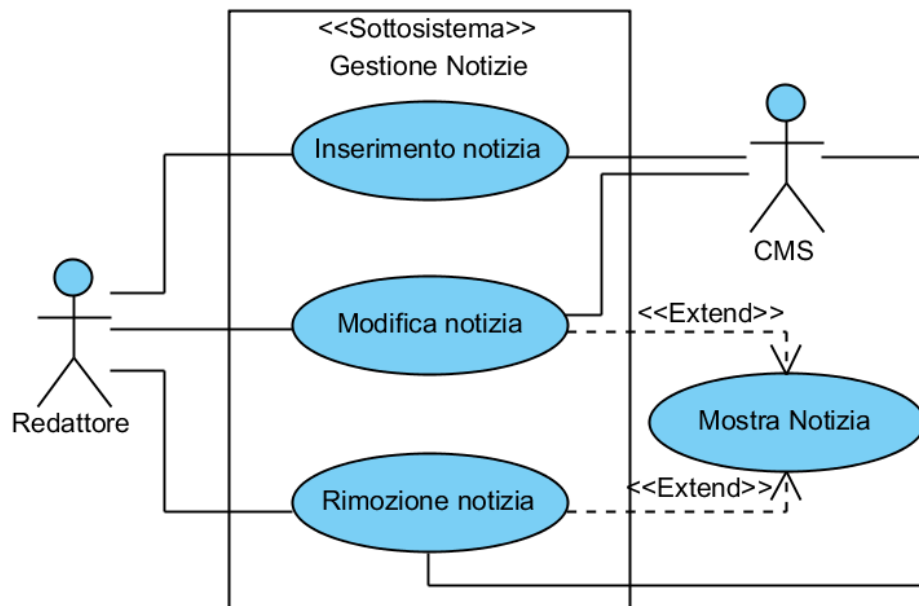 <<Sottosistema>>
Gestione Notizie
Inserimento notizia
CMS
Modifica notizia
<<Extend>>
Redattore
Mostra Notizia
Rimozione notizia
<<Extend>>